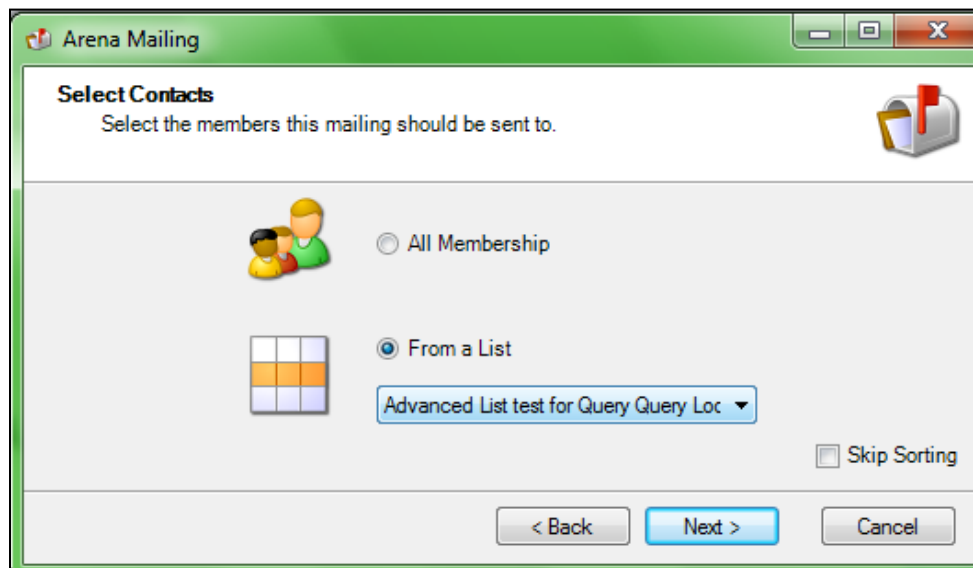 Arena Mailing
Select Contacts
Select the members this mailing should be sent to.
All Membership
From a List
Advanced List test for Query Query Loc
Skip Sorting
< Back
Next >
Cancel